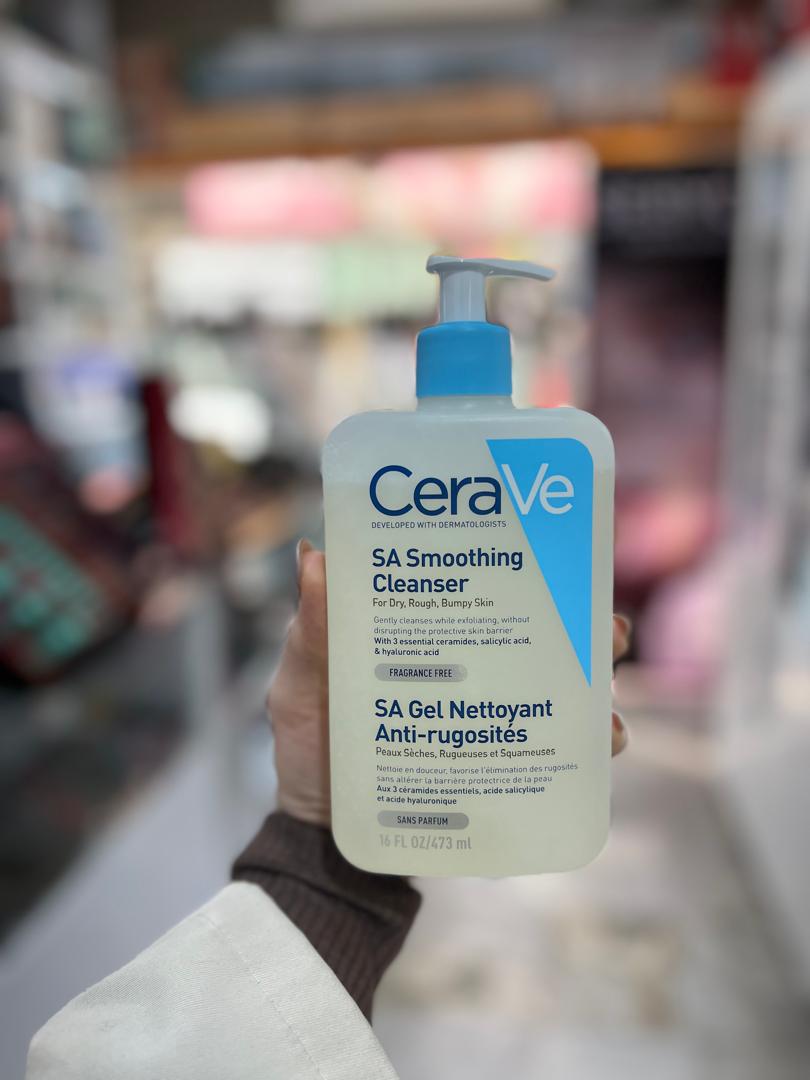 CeraVe
DEVELOPED WITH DERMATOLOGISTS
SA Smoothing
Cleanser
For Dry, Rough, Bumpy Skin
Gently cleanses while exfoliating, without
disrupting the protective skin barrier
With 3 essential ceramides, salicylic acid,
& hyaluronic acid
FRAGRANCE FREE
SA Gel Nettoyant
Anti-rugosités
Peaux Sèches, Rugueuses et Squameuses
Nettoie en douceur, favorise l'élimination des rugosités
sans altérer la barrière protectrice de la peau
Aux 3 céramides essentiels, acide salicylique
et acide hyaluronique
SANS PARFUM
16 FL OZ/473 ml